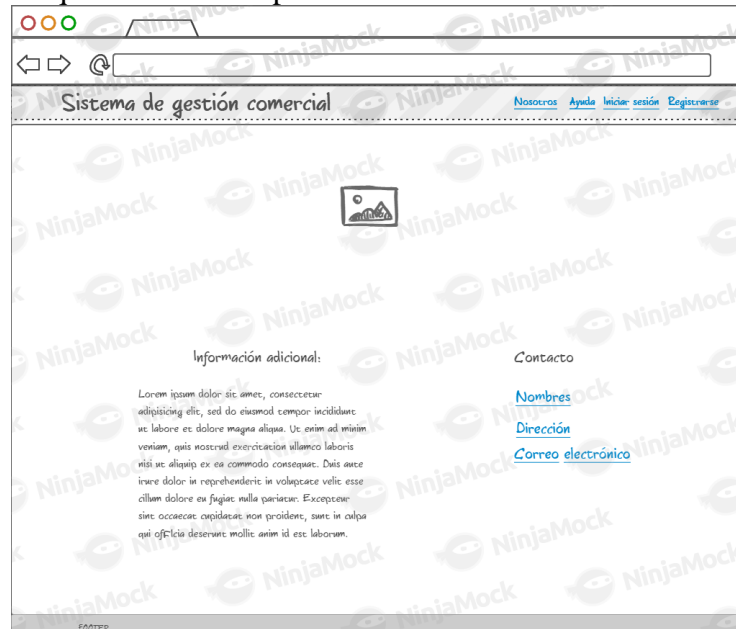 Sistema de gestión comercial
Nosotros Ayuda Iniciar sesión Registrarse
Información adicional:
Lorem ipsum dolor sit amet, consectetur
adipisicing elit, sed do eiusmod tempor incididunt
ut labore et dolore magna aliqua. Ut enim ad minim
veniam, quis nostrud exercitation ullamco laboris
nisi ut aliquip ex ea commodo consequat. Duis aute
irure dolor in reprehenderit in voluptate velit esse
cillum dolore eu fugiat nulla pariatur. Excepteur
sint occaecat cupidatat non proident, sunt in culpa
qui officia deserunt mollit anim id est laborum.
Contacto
Nombres
Dirección
Correo electrónico
FOOTER
NinjaMock